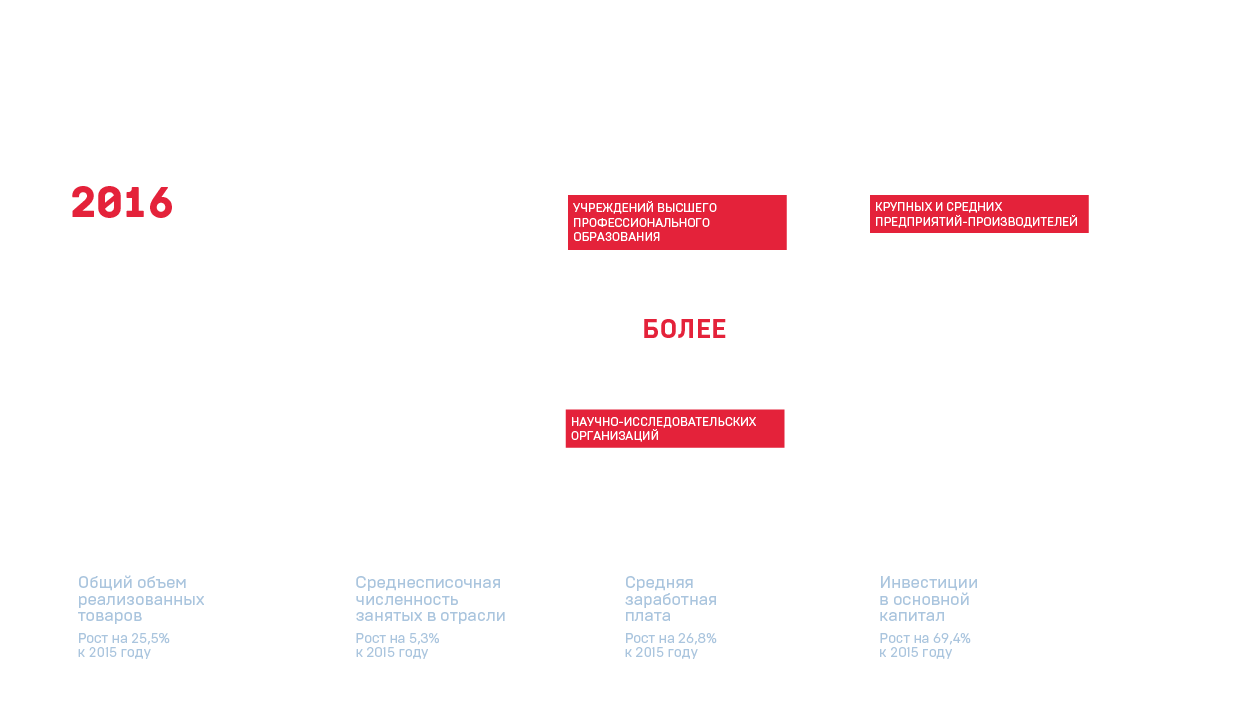 2016
УЧРЕЖДЕНИЙ ВЫСШЕГО
ПРОФЕССИОНАЛЬНОГО
ОБРАЗОВАНИЯ
КРУПНЫХ И СРЕДНИХ
ПРЕДПРИЯТИЙ-ПРОИЗВОДИТЕЛЕЙ
БОЛЕЕ
НАУЧНО-ИССЛЕДОВАТЕЛЬСКИХ
ОРГАНИЗАЦИЙ
Общий объем
реализованных
товаров
Рост на 25,5%
к 2015 году
Среднесписочная
численность
занятых в отрасли
Рост на 5,3%
к 2015 году
Средняя
заработная
плата
Рост на 26,8%
к 2015 году
Инвестиции
в основной
капитал
Рост на 69,4%
к 2015 году